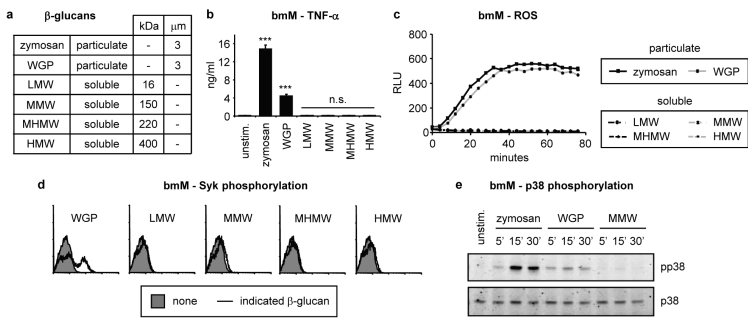 a β-glucans
kDa μm
zymosan particulate - 3
WGP particulate - 3
LMW soluble 16 -
MMW soluble 150 -
MHMW soluble 220 -
HMW soluble 400 -
b bmM - TNF-α
ng/ml
16
12
8
4
0
***
***
n.s.
unstim.
zymosan
WGP
LMW
MMW
MHMW
HMW
c bmM - ROS
RLU
800
600
400
200
0
0 20 40 60 80
minutes
particulate
zymosan WGP
soluble
LMW MMW
MHMW HMW
d bmM - Syk phosphorylation
WGP LMW MMW MHMW HMW
none indicated β-glucan
e bmM - p38 phosphorylation
unstim.
zymosan WGP MMW
5' 15' 30' 5' 15' 30' 5' 15' 30'
pp38
p38